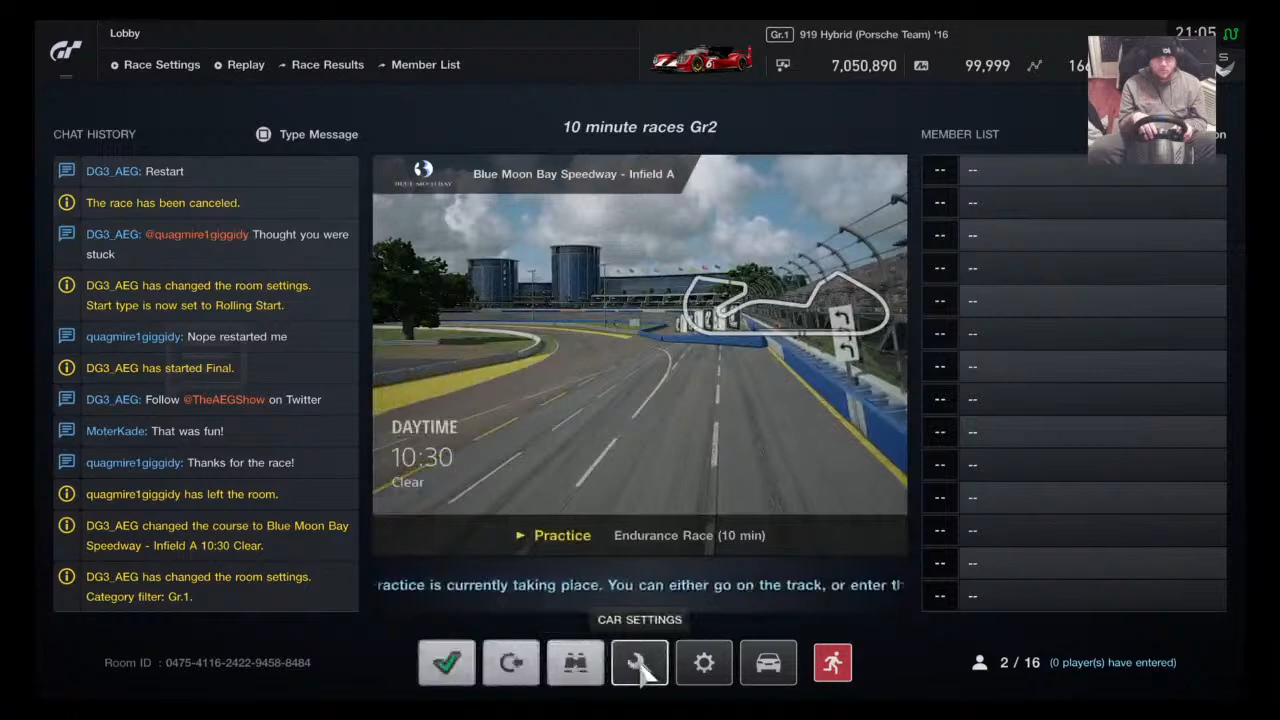 Lobby
Gr.1 919 Hybrid (Porsche Team) '16
21:05
Race Settings Replay Race Results Member List
7,050,890 99,999
S
CHAT HISTORY Type Message
10 minute races Gr2
MEMBER LIST
DG3_AEG: Restart
The race has been canceled.
DG3_AEG: @quagmire1giggidy Thought you were
stuck
DG3_AEG has changed the room settings.
Start type is now set to Rolling Start.
quagmire1giggidy: Nope restarted me
DG3_AEG has started Final.
DG3_AEG: Follow @TheAEGShow on Twitter
MoterKade: That was fun!
quagmire1giggidy: Thanks for the race!
quagmire1giggidy has left the room.
DG3_AEG changed the course to Blue Moon Bay
Speedway - Infield A 10:30 Clear.
DG3_AEG has changed the room settings.
Category filter: Gr.1.
BLUE MOON BAY
Blue Moon Bay Speedway - Infield A
DAYTIME
10:30
Clear
Practice Endurance Race (10 min)
ractice is currently taking place. You can either go on the track, or enter th
CAR SETTINGS
-- --
-- --
-- --
-- --
-- --
-- --
-- --
-- --
-- --
-- --
-- --
-- --
-- --
-- --
Room ID : 0475-4116-2422-9458-8484
2 / 16 (0 player(s) have entered)